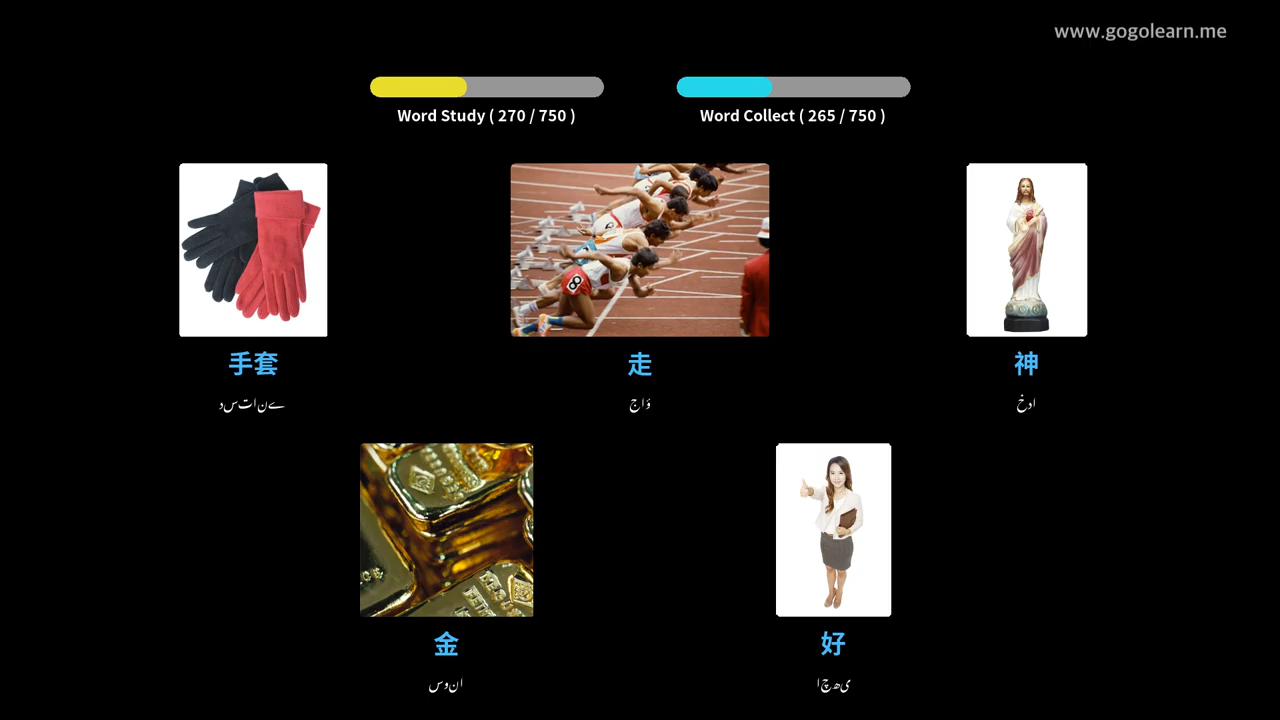 www.gogolearn.me
Word Study ( 270 / 750 )
Word Collect ( 265 / 750 )
手套
دستانے
走
جاؤ
神
خدا
金
سونا
好
اچھی